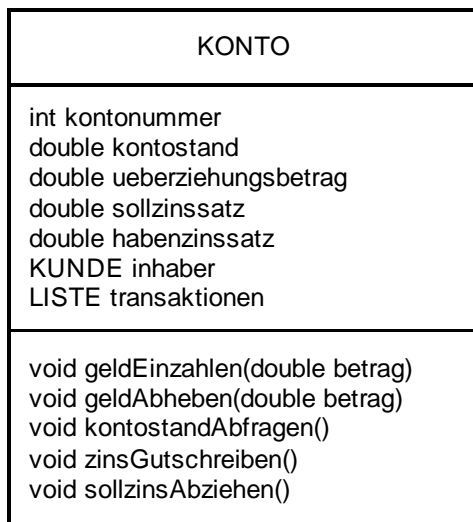 KONTO
int kontonummer
double kontostand
double ueberziehungsbetrag
double sollzinssatz
double habenzinssatz
KUNDE inhaber
LISTE transaktionen
void geldEinzahlen(double betrag)
void geldAbheben(double betrag)
void kontostandAbfragen()
void zinsGutschreiben()
void sollzinsAbziehen()